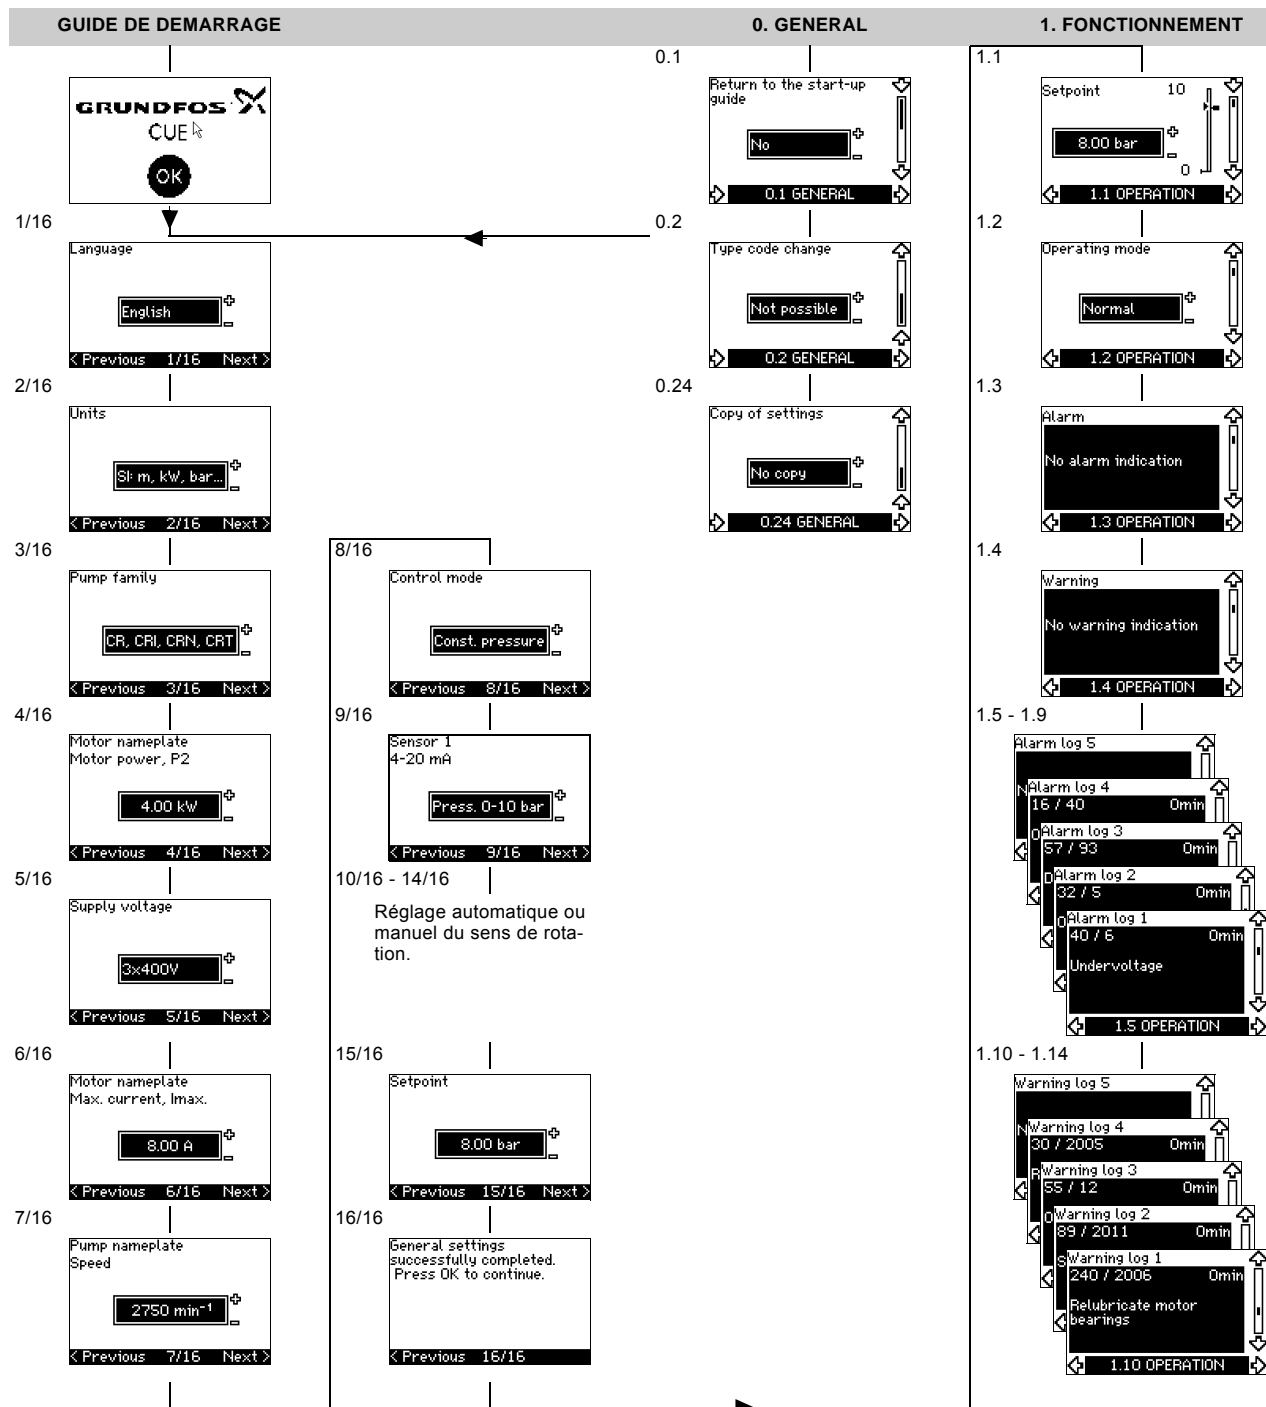 GUIDE DE DEMARRAGE
GRUNDFOS
CUE
OK
1/16
Language
English
< Previous 1/16 Next >
2/16
Units
SI: m, kW, bar...
< Previous 2/16 Next >
3/16
Pump family
CR, CRI, CRN, CRT
< Previous 3/16 Next >
4/16
Motor nameplate
Motor power, P2
4.00 kW
< Previous 4/16 Next >
5/16
Supply voltage
3x400V
< Previous 5/16 Next >
6/16
Motor nameplate
Max. current, Imax.
8.00 A
< Previous 6/16 Next >
7/16
Pump nameplate
Speed
2750 min⁻¹
< Previous 7/16 Next >
8/16
Control mode
Const. pressure
< Previous 8/16 Next >
9/16
Sensor 1
4-20 mA
Press. 0-10 bar
< Previous 9/16 Next >
10/16 - 14/16
Réglage automatique ou
manuel du sens de rota-
tion.
15/16
Setpoint
8.00 bar
< Previous 15/16 Next >
16/16
General settings
successfully completed.
Press OK to continue.
< Previous 16/16
0. GENERAL
0.1
Return to the start-up
guide
No
0.1 GENERAL
0.2
Type code change
Not possible
0.2 GENERAL
0.24
Copy of settings
No copy
0.24 GENERAL
1. FONCTIONNEMENT
1.1
Setpoint
10
8.00 bar
0
1.1 OPERATION
1.2
Operating mode
Normal
1.2 OPERATION
1.3
Alarm
No alarm indication
1.3 OPERATION
1.4
Warning
No warning indication
1.4 OPERATION
1.5 - 1.9
Alarm log 5
Alarm log 4
16 / 40 0min
Alarm log 3
57 / 93 0min
Alarm log 2
32 / 5 0min
Alarm log 1
40 / 6 0min
Undervoltage
1.5 OPERATION
1.10 - 1.14
Warning log 5
Warning log 4
30 / 2005 0min
Warning log 3
55 / 12 0min
Warning log 2
89 / 2011 0min
Warning log 1
240 / 2006 0min
Relubricate motor
bearings
1.10 OPERATION